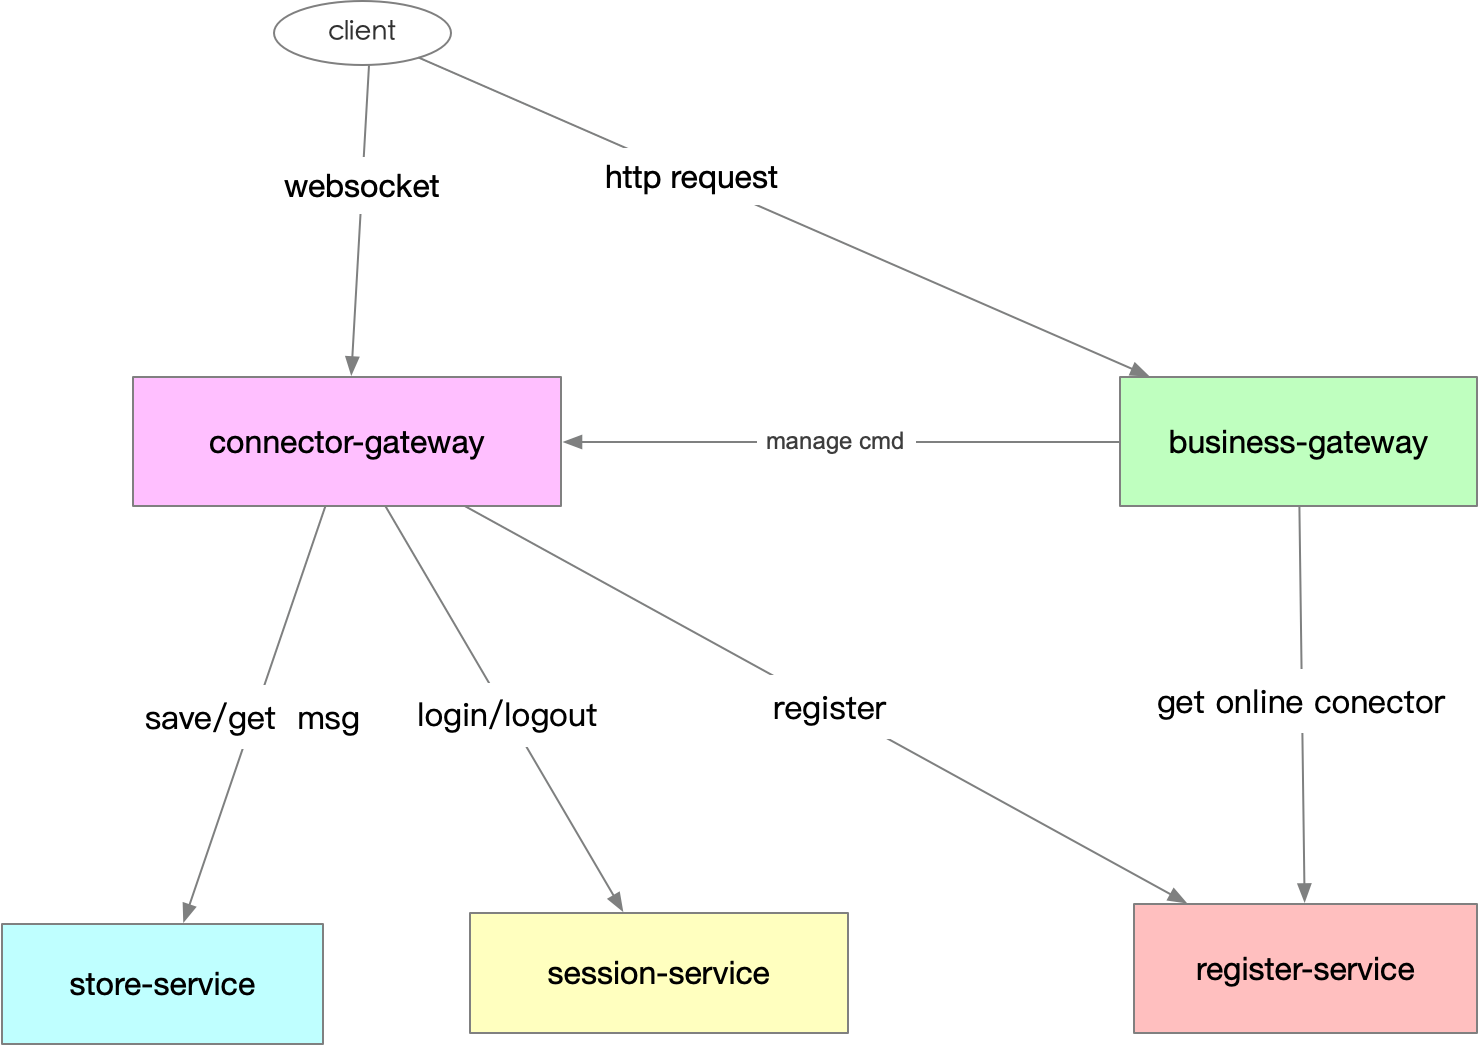 client
websocket
http request
connector-gateway
manage cmd
business-gateway
save/get  msg
login/logout
register
get online conector
store-service
session-service
register-service